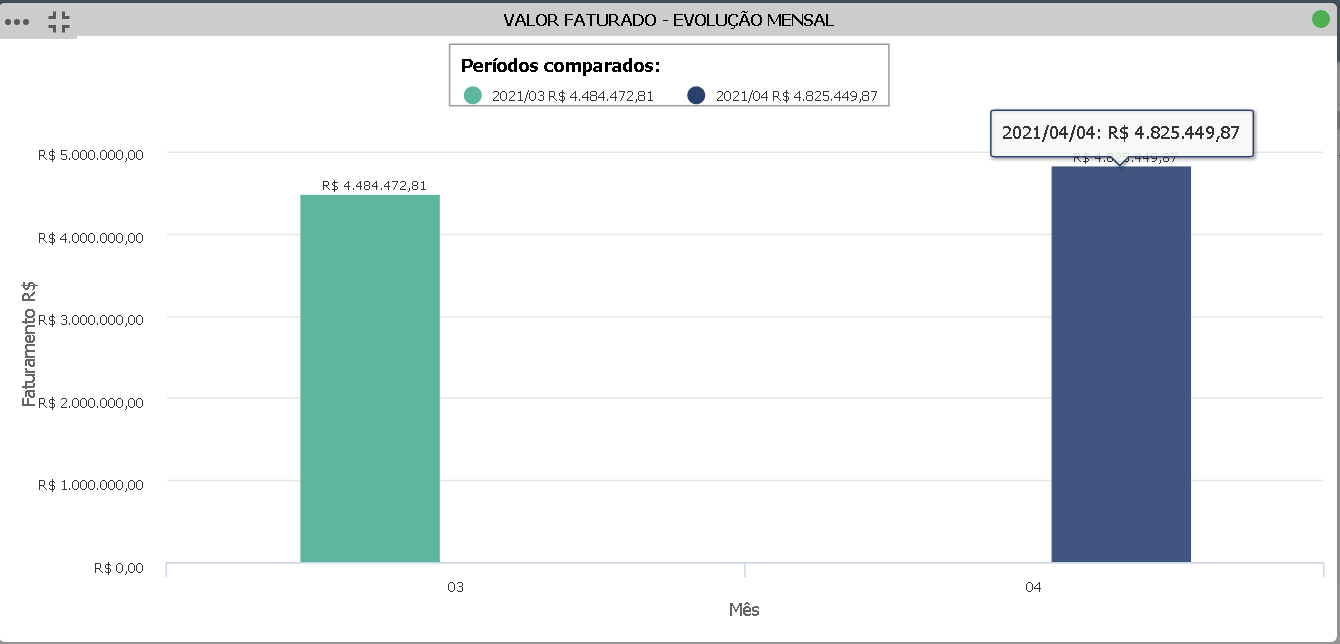 VALOR FATURADO - EVOLUÇÃO MENSAL
Períodos comparados:
2021/03 R$ 4.484.472,81
2021/04 R$ 4.825.449,87
2021/04/04: R$ 4.825.449,87
R$ 4.825.449,87
R$ 4.484.472,81
R$ 5.000.000,00
R$ 4.000.000,00
R$ 3.000.000,00
R$ 2.000.000,00
R$ 1.000.000,00
R$ 0,00
Faturamento R$
03
04
Mês